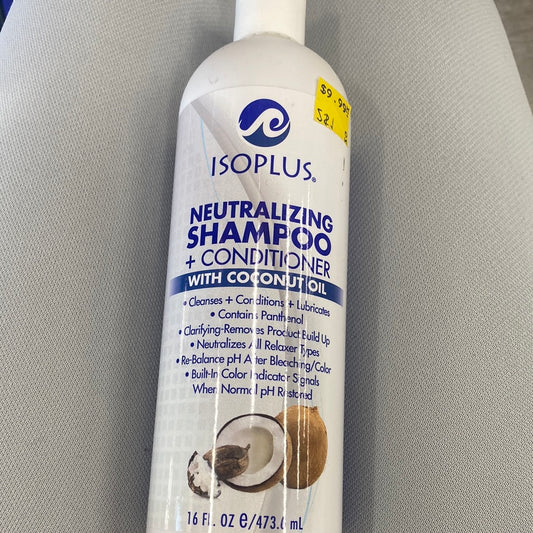 $9.99
ISOPLUS®
NEUTRALIZING
SHAMPOO
+ CONDITIONER
WITH COCONUT OIL
• Cleanses + Conditions + Lubricates
• Contains Panthenol
• Clarifying-Removes Product Build Up
• Neutralizes All Relaxer Types
• Re-Balance pH After Bleaching/Color
• Built-In Color Indicator Signals
When Normal pH Restored
16 FL. OZ e/473.6 mL